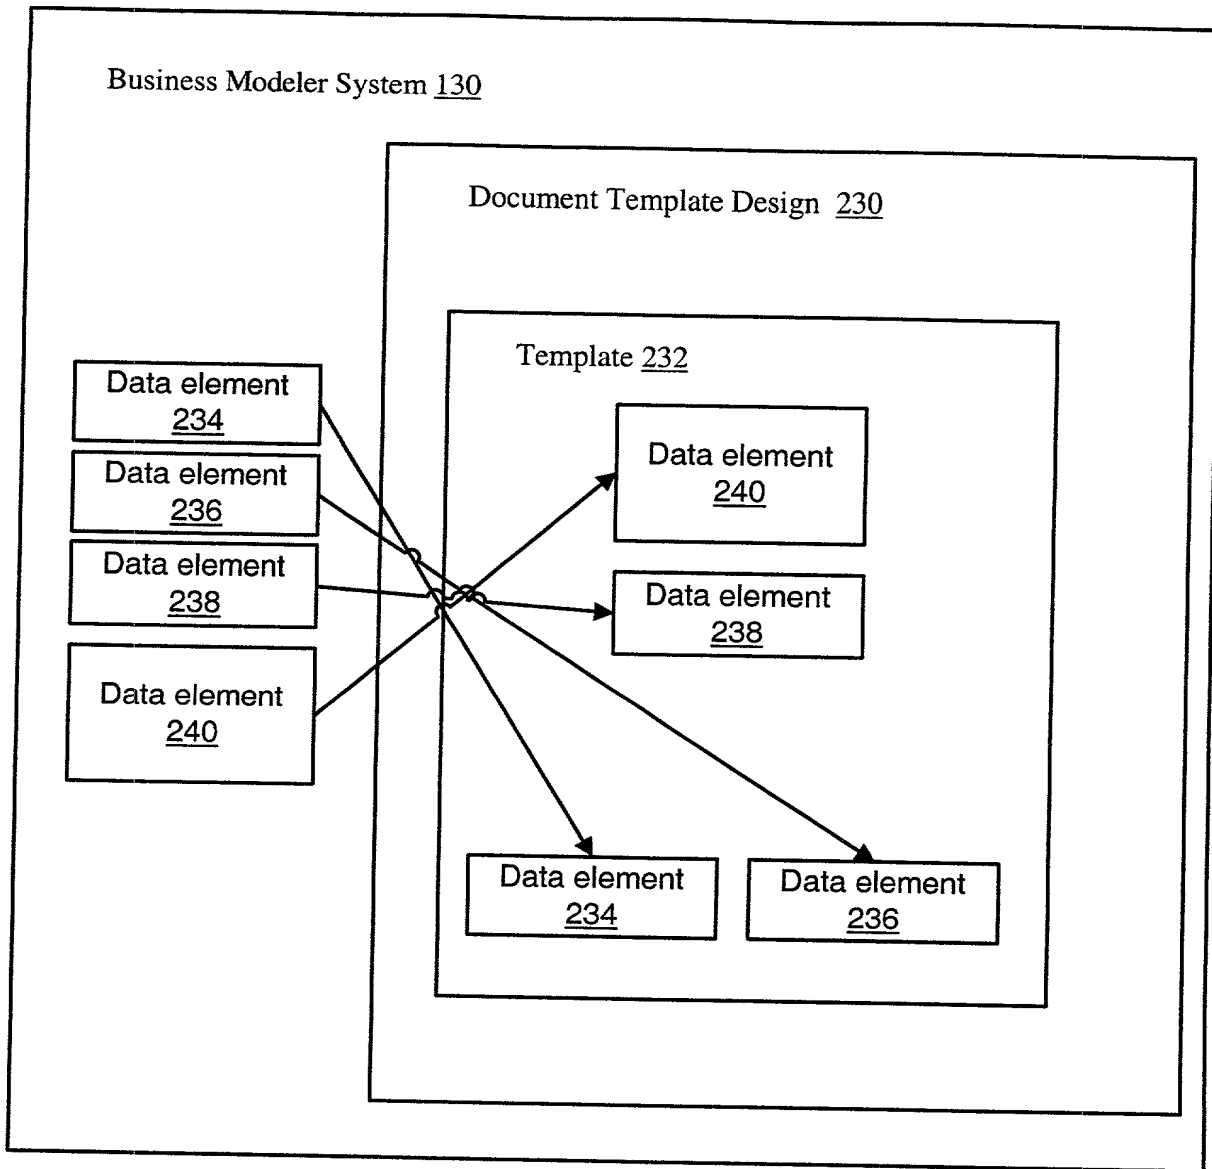 Business Modeler System 130
Document Template Design 230
Template 232
Data element
234
Data element
236
Data element
238
Data element
240
Data element
240
Data element
238
Data element
234
Data element
236